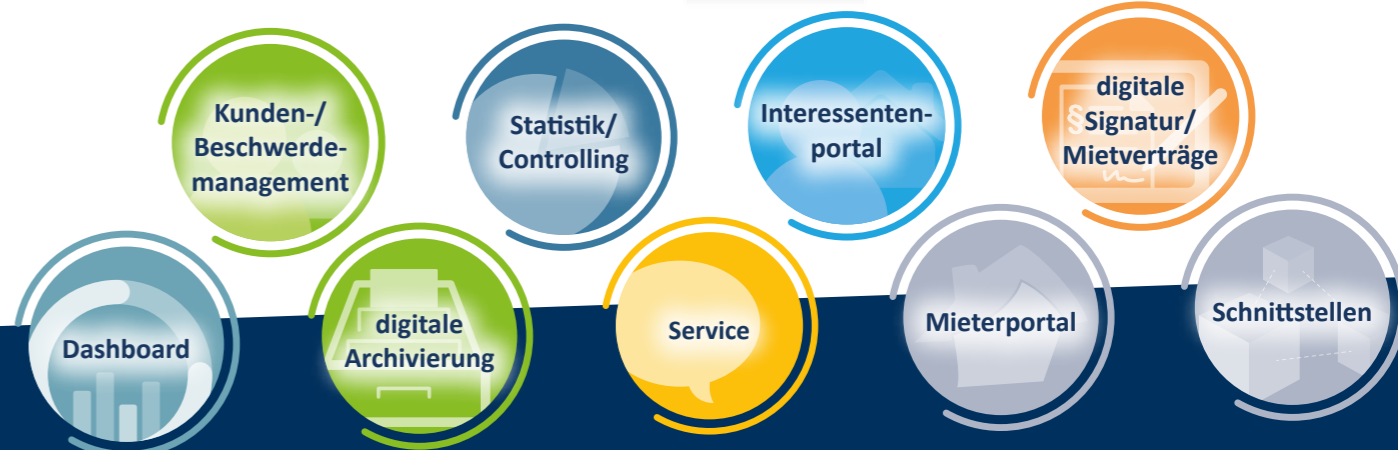 Kunden-/
Beschwerde-
management
Statistik/
Controlling
Interessenten-
portal
digitale
Signatur/
Mietverträge
Dashboard
digitale
Archivierung
Service
Mieterportal
Schnittstellen